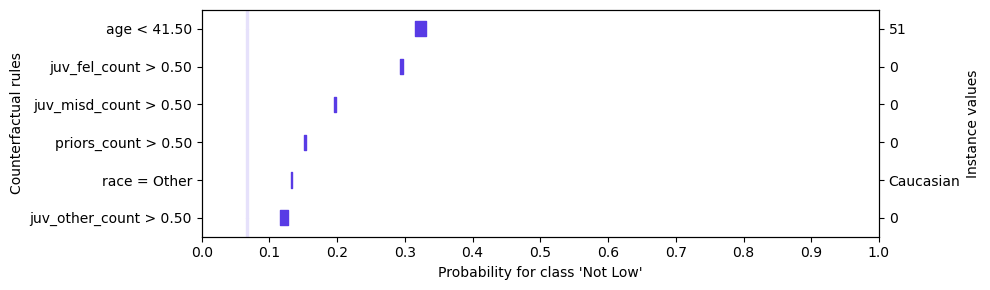 Counterfactual rules
age < 41.50
juv_fel_count > 0.50
juv_misd_count > 0.50
priors_count > 0.50
race = Other
juv_other_count > 0.50
51
0
0
0
Caucasian
0
Instance values
0.0 0.1 0.2 0.3 0.4 0.5 0.6 0.7 0.8 0.9 1.0
Probability for class 'Not Low'